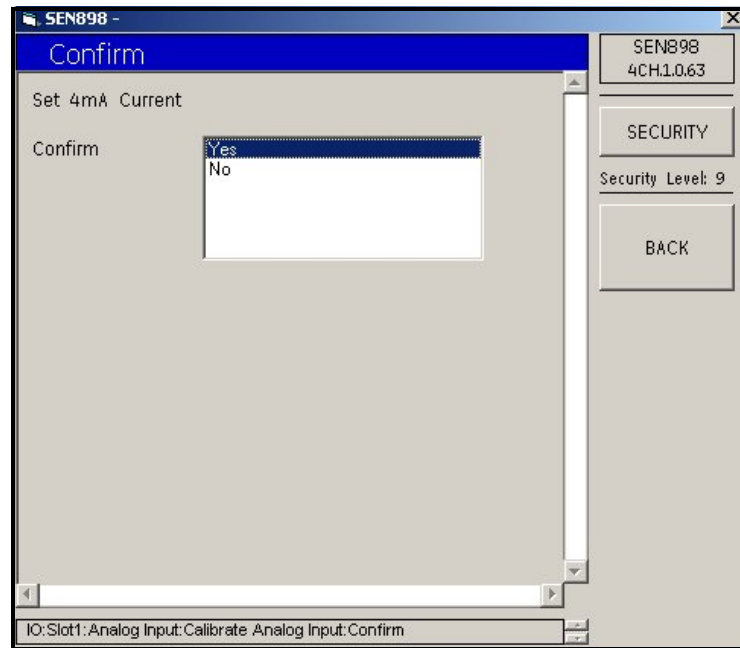 SEN898 -
Confirm
SEN898
4CH.1.0.63
Set 4mA Current
SECURITY
Confirm
Yes
No
Security Level: 9
BACK
IO:Slot1:Analog Input:Calibrate Analog Input:Confirm